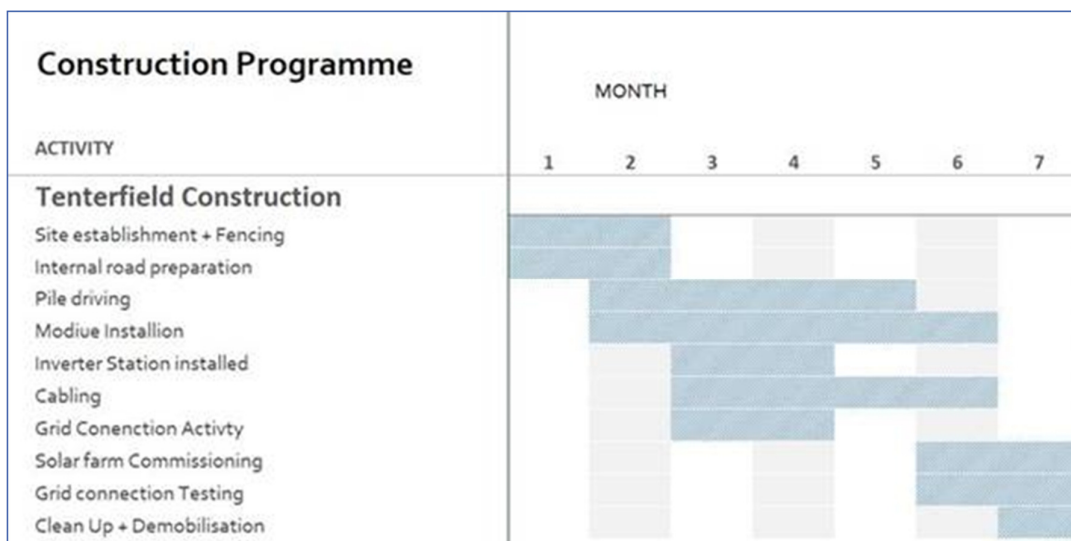 Construction Programme
MONTH
ACTIVITY
1 2 3 4 5 6 7
Tenterfield Construction
Site establishment + Fencing
Internal road preparation
Pile driving
Modiue Installion
Inverter Station installed
Cabling
Grid Conenction Activty
Solar farm Commissioning
Grid connection Testing
Clean Up + Demobilisation